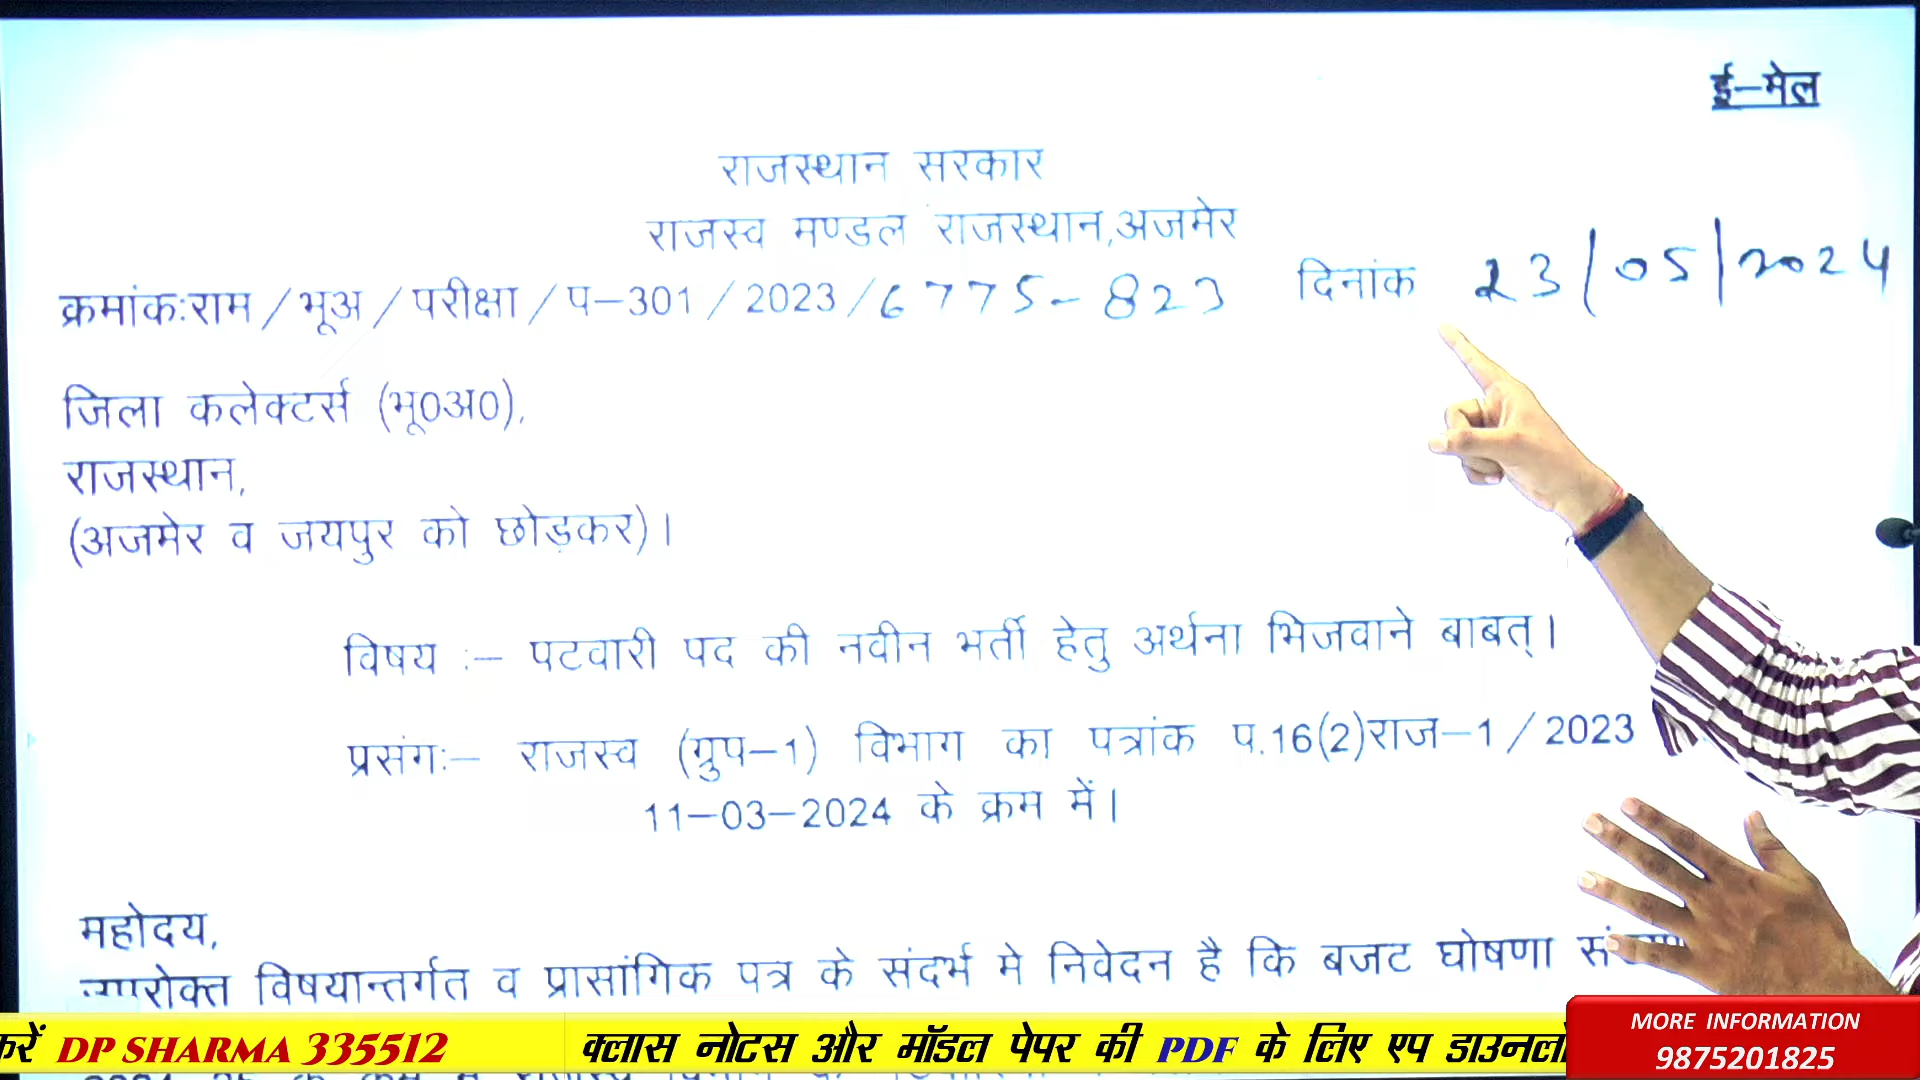 ई–मेल
राजस्थान सरकार
राजस्व मण्डल राजस्थान,अजमेर
क्रमांक:राम/भूअ/परीक्षा/प–301/2023/6775-823 दिनांक 23/05/2024
जिला कलेक्टर्स (भू0अ0),
राजस्थान,
(अजमेर व जयपुर को छोड़कर)।
विषय :– पटवारी पद की नवीन भर्ती हेतु अर्थना भिजवाने बाबत्।
प्रसंग:– राजस्व (ग्रुप–1) विभाग का पत्रांक प.16(2)राज–1/2023
11–03–2024 के क्रम में।
महोदय,
विषयान्तर्गत व प्रासांगिक पत्र के संदर्भ मे निवेदन है कि बजट घोषणा
करें DP SHARMA 335512 क्लास नोटस और मॉडल पेपर की PDF के लिए एप डाउनलो
MORE INFORMATION
9875201825